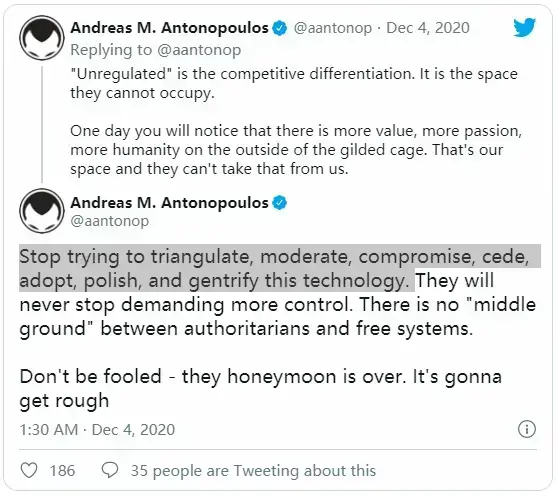 Andreas M. Antonopoulos @aantonop · Dec 4, 2020
Replying to @aantonop
"Unregulated" is the competitive differentiation. It is the space
they cannot occupy.
One day you will notice that there is more value, more passion,
more humanity on the outside of the gilded cage. That's our
space and they can't take that from us.
Andreas M. Antonopoulos
@aantonop
Stop trying to triangulate, moderate, compromise, cede,
adopt, polish, and gentrify this technology. They will
never stop demanding more control. There is no "middle
ground" between authoritarians and free systems.
Don't be fooled - they honeymoon is over. It's gonna
get rough
1:30 AM · Dec 4, 2020
186 35 people are Tweeting about this